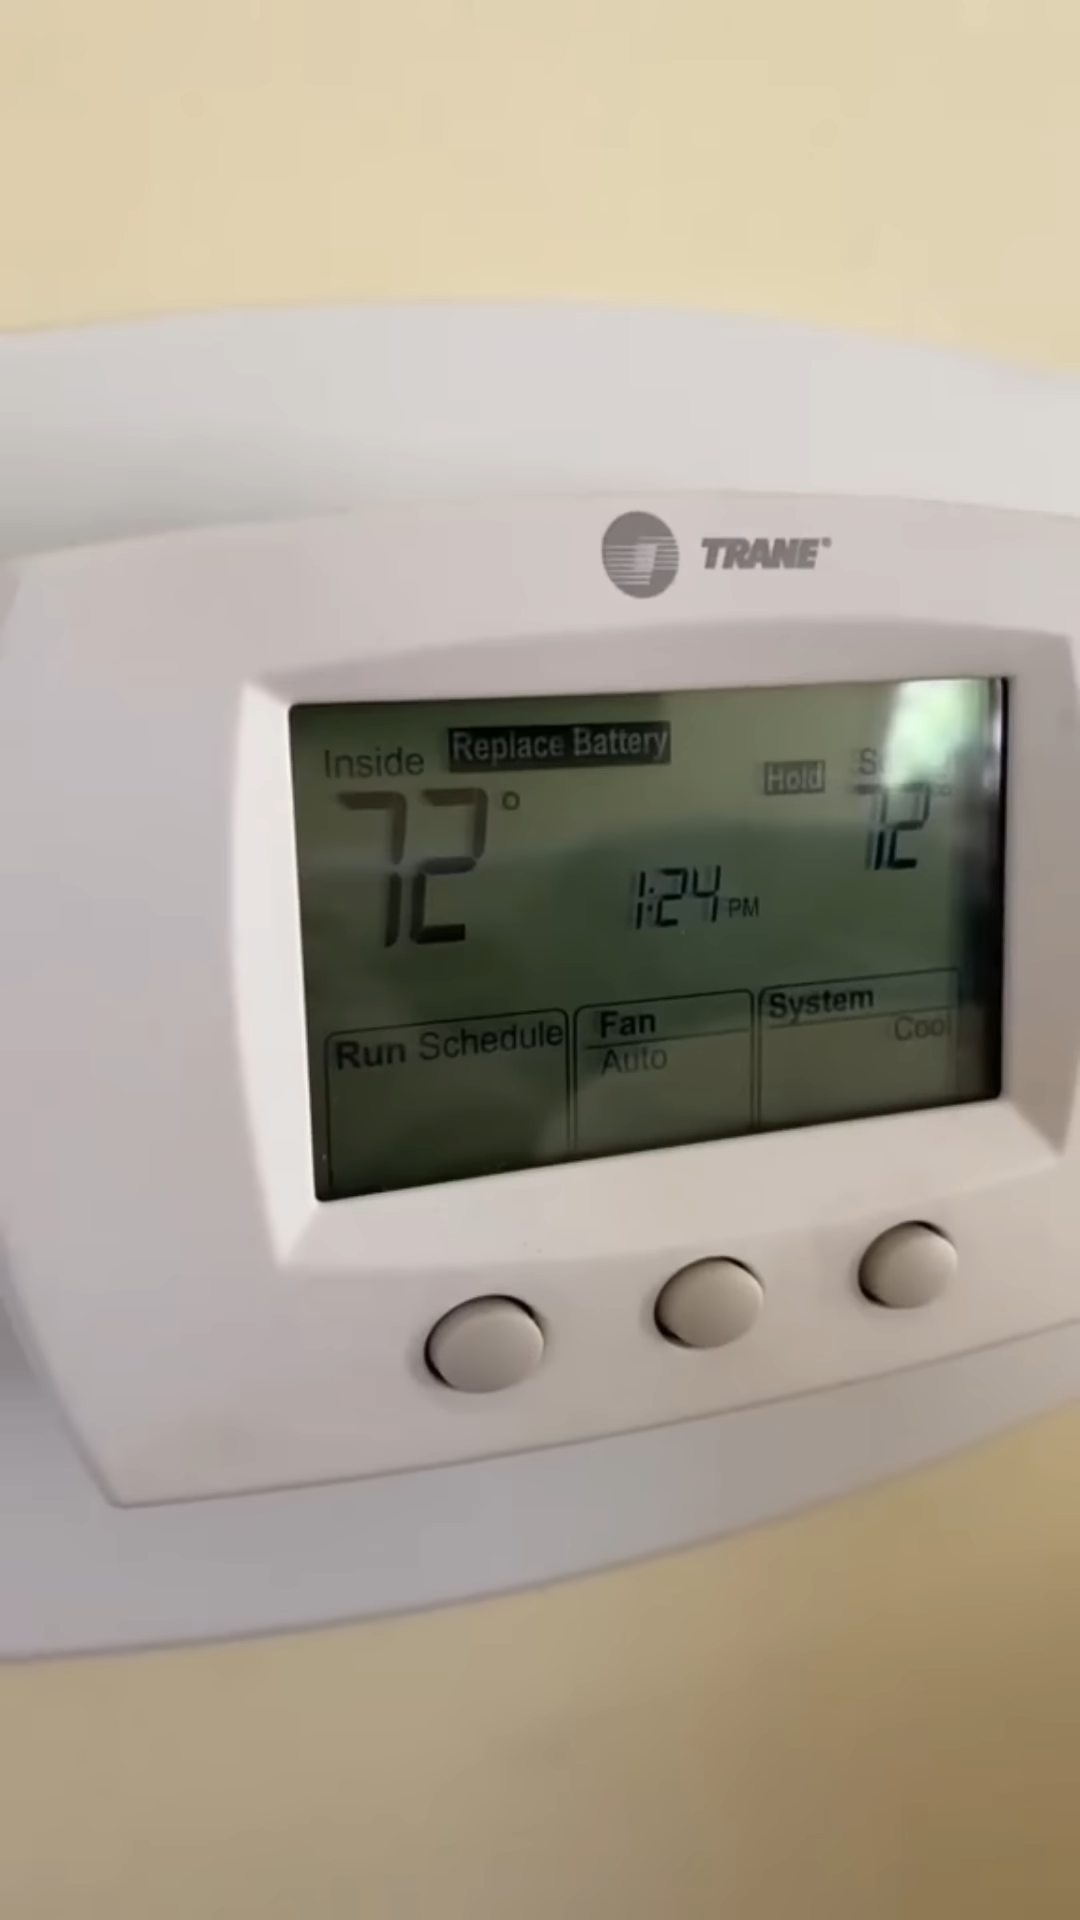 TRANE®
Inside Replace Battery
Hold
72° 72°
1:24 PM
Run Schedule Fan System
Auto Cool